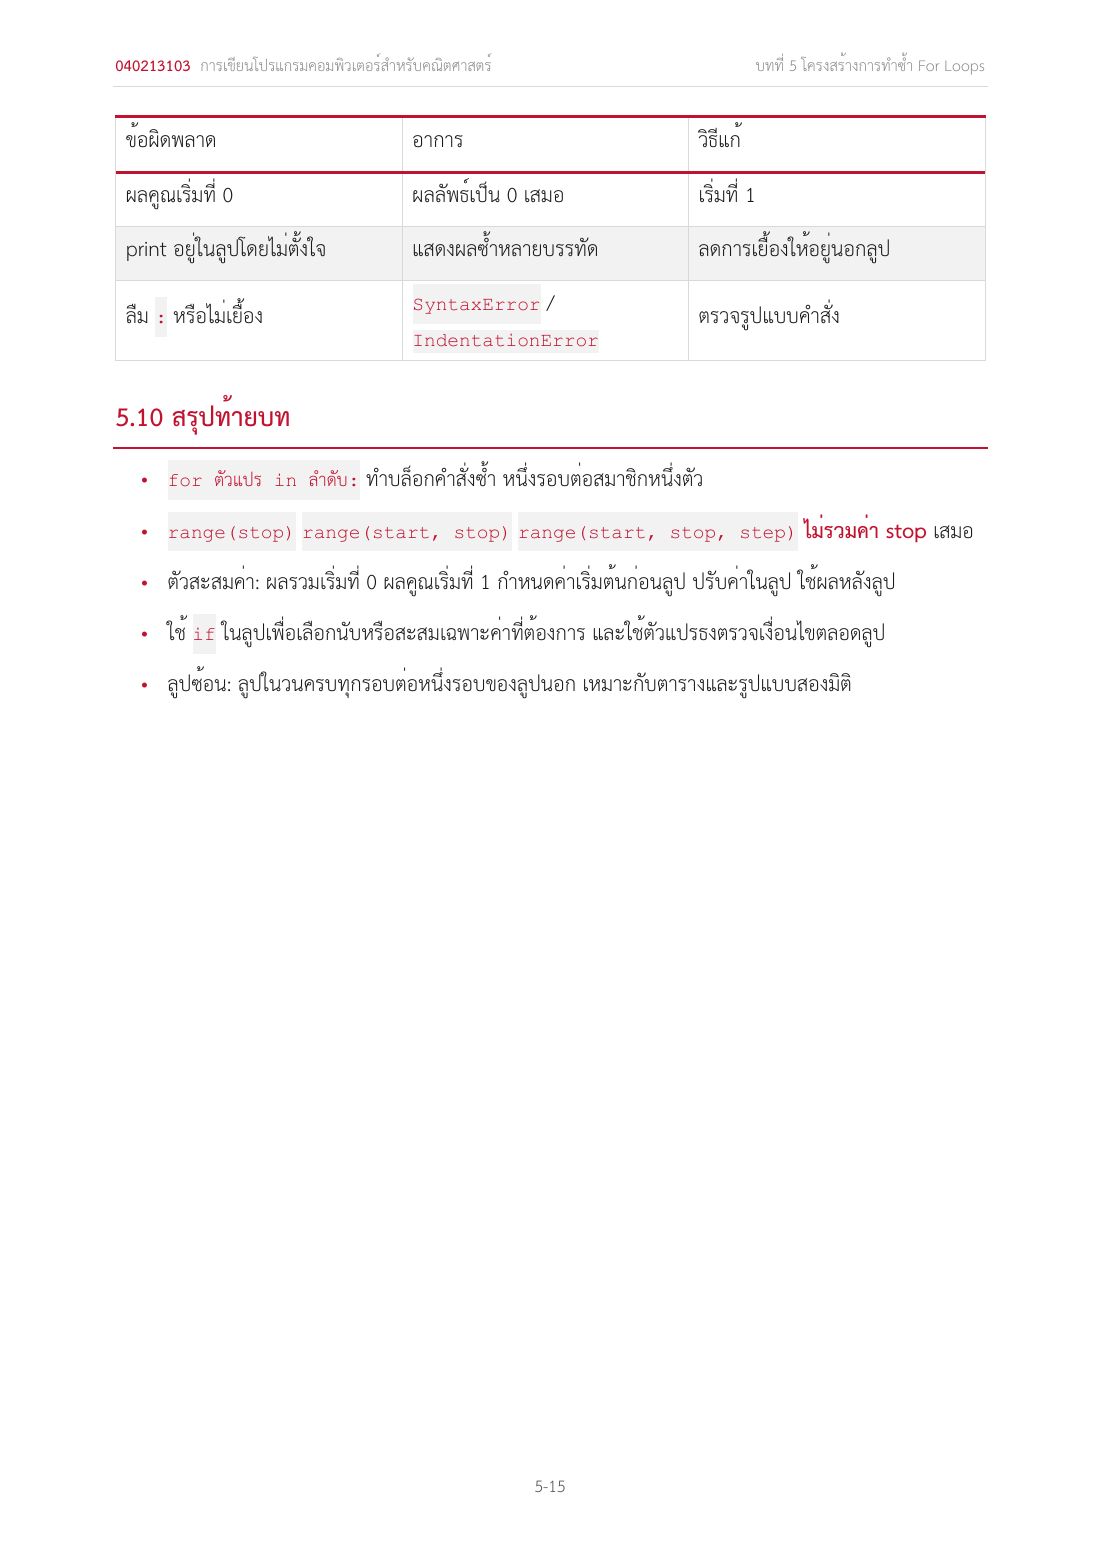 040213103 การเขียนโปรแกรมคอมพิวเตอร์สำหรับคณิตศาสตร์ บทที่ 5 โครงสร้างการทำซ้ำ For Loops
ข้อผิดพลาด อาการ วิธีแก้
ผลคูณเริ่มที่ 0 ผลลัพธ์เป็น 0 เสมอ เริ่มที่ 1
print อยู่ในลูปโดยไม่ตั้งใจ แสดงผลซ้ำหลายบรรทัด ลดการเยื้องให้อยู่นอกลูป
ลืม : หรือไม่เยื้อง SyntaxError / ตรวจรูปแบบคำสั่ง
IndentationError
5.10 สรุปท้ายบท
• for ตัวแปร in ลำดับ: ทำบล็อกคำสั่งซ้ำ หนึ่งรอบต่อสมาชิกหนึ่งตัว
• range(stop) range(start, stop) range(start, stop, step) ไม่รวมค่า stop เสมอ
• ตัวสะสมค่า: ผลรวมเริ่มที่ 0 ผลคูณเริ่มที่ 1 กำหนดค่าเริ่มต้นก่อนลูป ปรับค่าในลูป ใช้ผลหลังลูป
• ใช้ if ในลูปเพื่อเลือกนับหรือสะสมเฉพาะค่าที่ต้องการ และใช้ตัวแปรธงตรวจเงื่อนไขตลอดลูป
• ลูปซ้อน: ลูปในวนครบทุกรอบต่อหนึ่งรอบของลูปนอก เหมาะกับตารางและรูปแบบสองมิติ
5-15